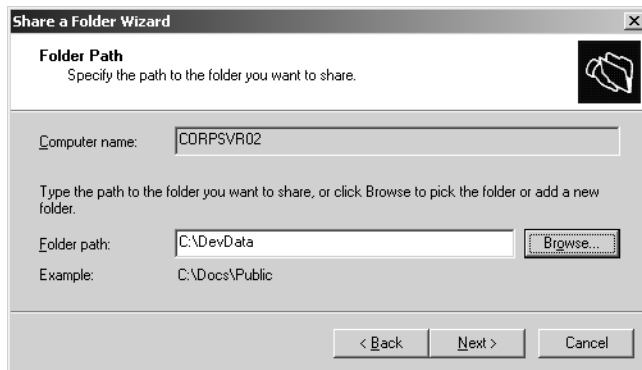 Share a Folder Wizard
Folder Path
Specify the path to the folder you want to share.
Computer name: CORPSVR02
Type the path to the folder you want to share, or click Browse to pick the folder or add a new
folder.
Folder path: C:\DevData Browse...
Example: C:\Docs\Public
< Back Next > Cancel